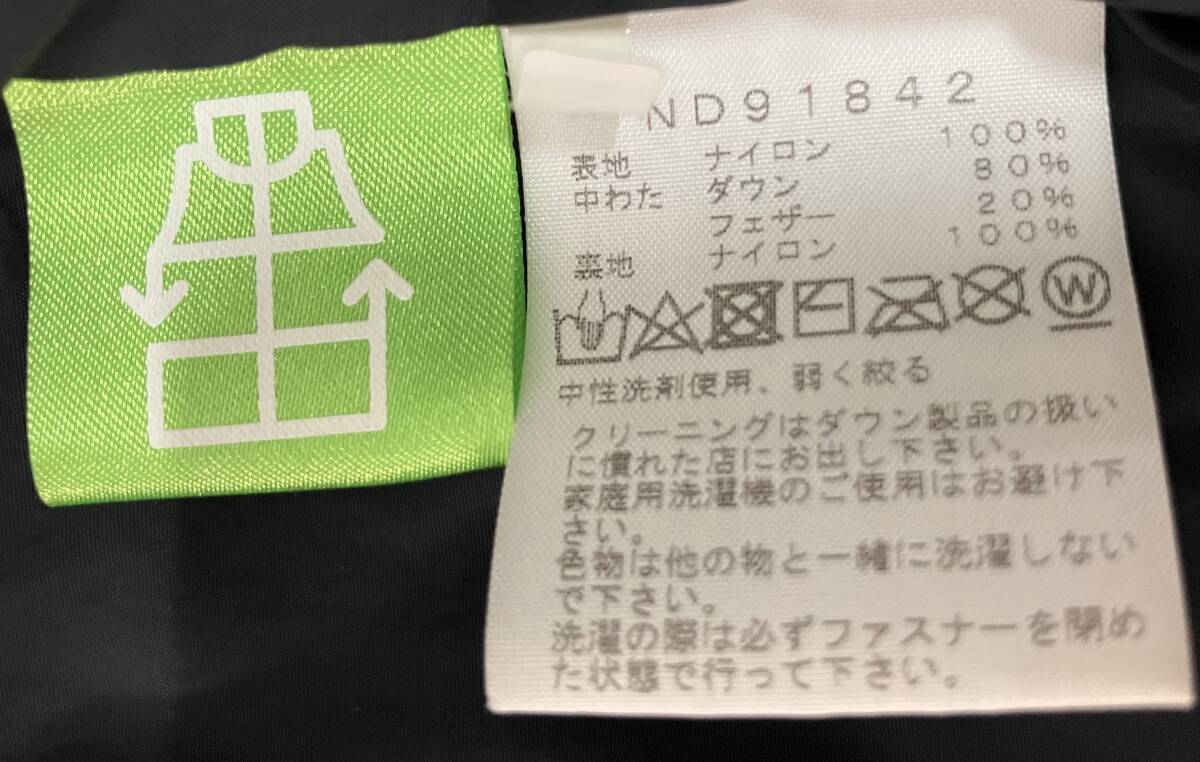 ND91842
表地 ナイロン 100%
中わた ダウン 80%
フェザー 20%
裏地 ナイロン 100%
W
中性洗剤使用、弱く絞る
クリーニングはダウン製品の扱い
に慣れた店にお出し下さい。
家庭用洗濯機のご使用はお避け下
さい。
色物は他の物と一緒に洗濯しない
で下さい。
洗濯の際は必ずファスナーを閉め
た状態で行って下さい。